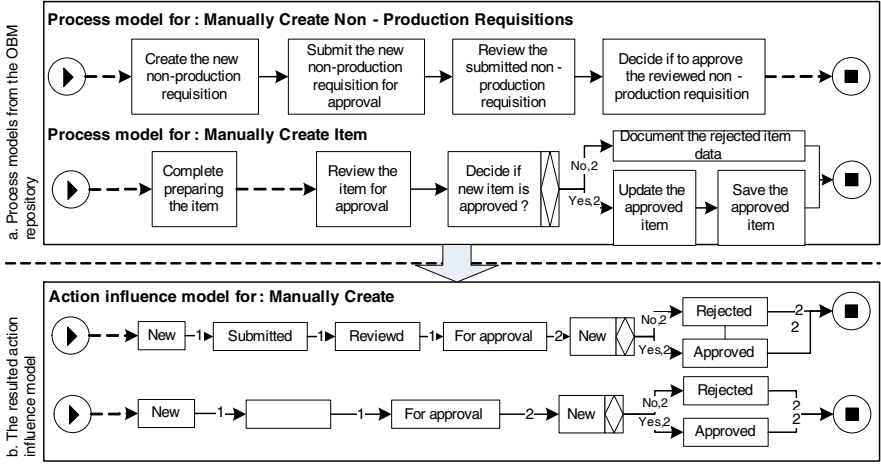 a. Process models from the OBM
repository
Process model for: Manually Create Non - Production Requisitions
Create the new
non-production
requisition
Submit the new
non-production
requisition for
approval
Review the
submitted non -
production
requisition
Decide if to approve
the reviewed non -
production requisition
Process model for: Manually Create Item
Complete
preparing
the item
Review the
item for
approval
Decide if
new item is
approved ?
No,2
Yes,2
Document the rejected item
data
Update the
approved
item
Save the
approved
item
b. The resulted action
influence model
Action influence model for: Manually Create
New
1
Submitted
1
Reviewd
1
For approval
2
New
No,2
Yes,2
Rejected
Approved
2
2
New
1
1
For approval
2
New
No,2
Yes,2
Rejected
Approved
2
2